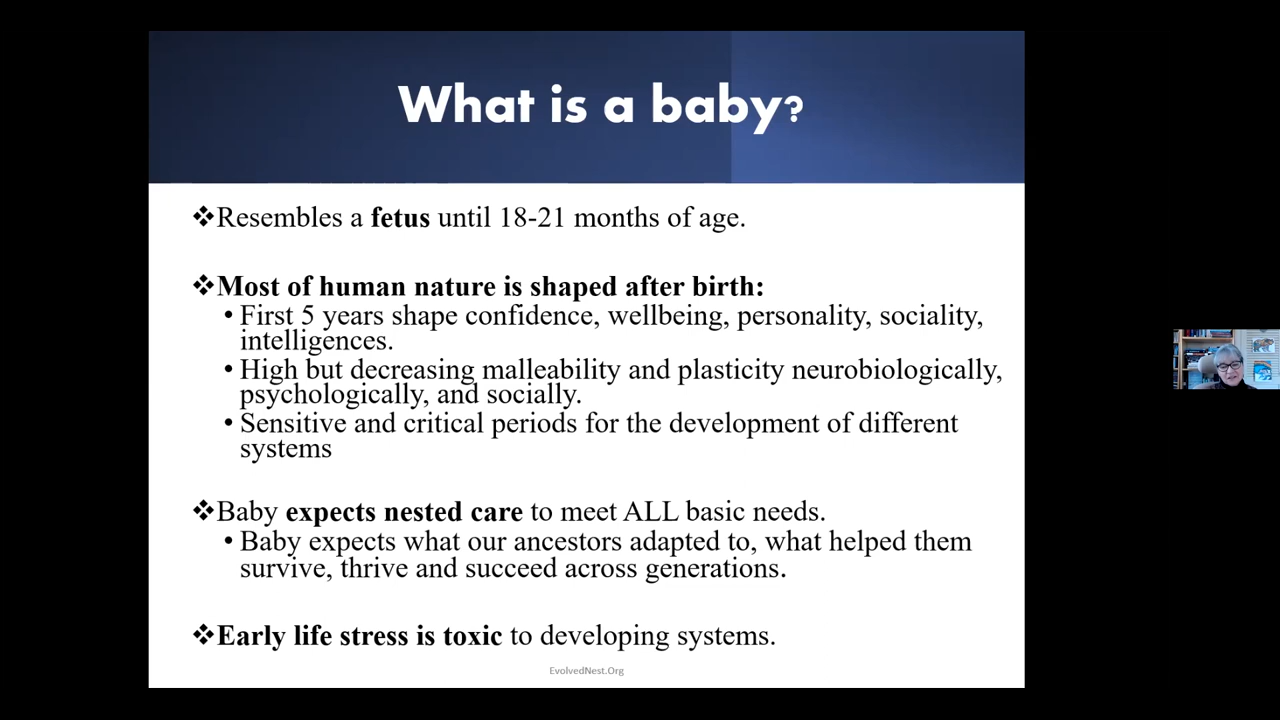 What is a baby?
❖Resembles a fetus until 18-21 months of age.
❖Most of human nature is shaped after birth:
• First 5 years shape confidence, wellbeing, personality, sociality,
intelligences.
• High but decreasing malleability and plasticity neurobiologically,
psychologically, and socially.
• Sensitive and critical periods for the development of different
systems
❖Baby expects nested care to meet ALL basic needs.
• Baby expects what our ancestors adapted to, what helped them
survive, thrive and succeed across generations.
❖Early life stress is toxic to developing systems.
EvolvedNest.Org